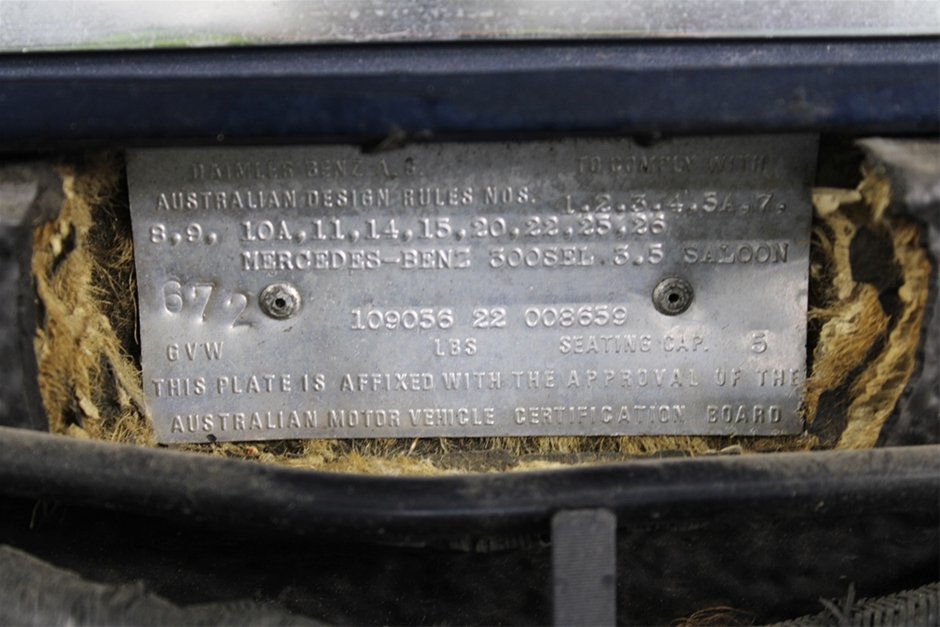 DAIMLER BENZ A.G. TO COMPLY WITH
AUSTRALIAN DESIGN RULES NOS. 1,2,3,4,5A,7,
8,9, 10A,11,14,15,20,22,25,26
MERCEDES-BENZ 300SEL 3.5 SALOON
672
109056 22 008659
GVW LBS SEATING CAP. 5
THIS PLATE IS AFFIXED WITH THE APPROVAL OF THE
AUSTRALIAN MOTOR VEHICLE CERTIFICATION BOARD